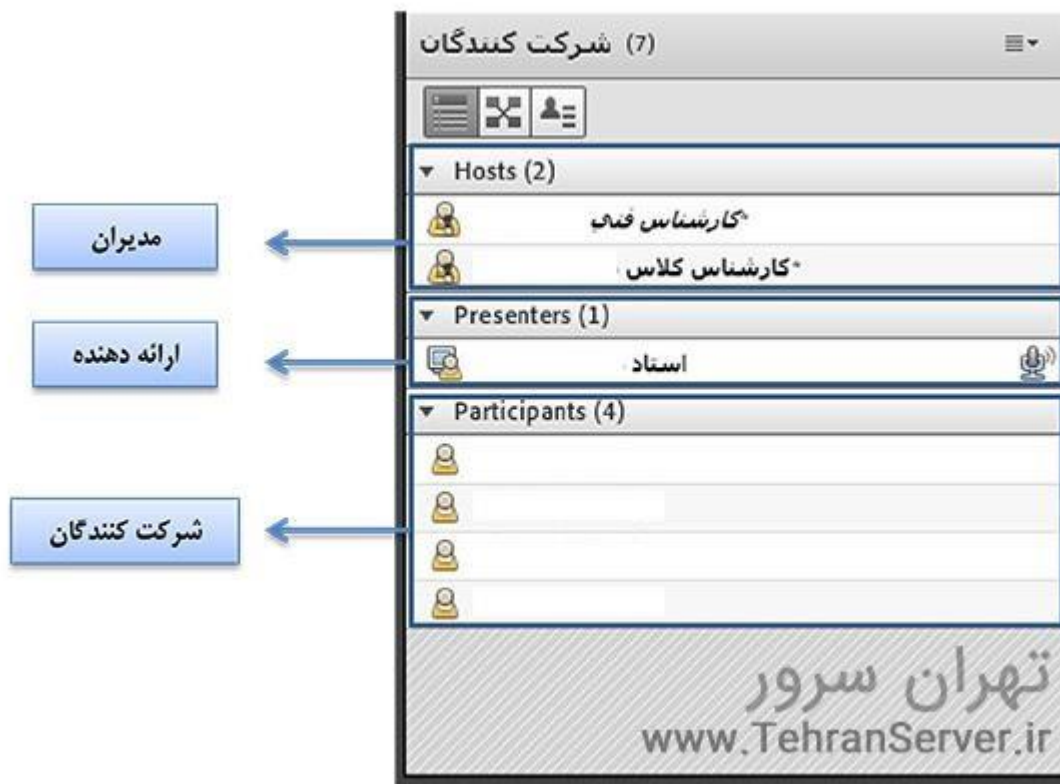 شرکت کنندگان (7)
Hosts (2)
*کارشناس فنی
*کارشناس کلاس
Presenters (1)
استاد
Participants (4)
مدیران
ارائه دهنده
شرکت کنندگان
تهران سرور
www.TehranServer.ir